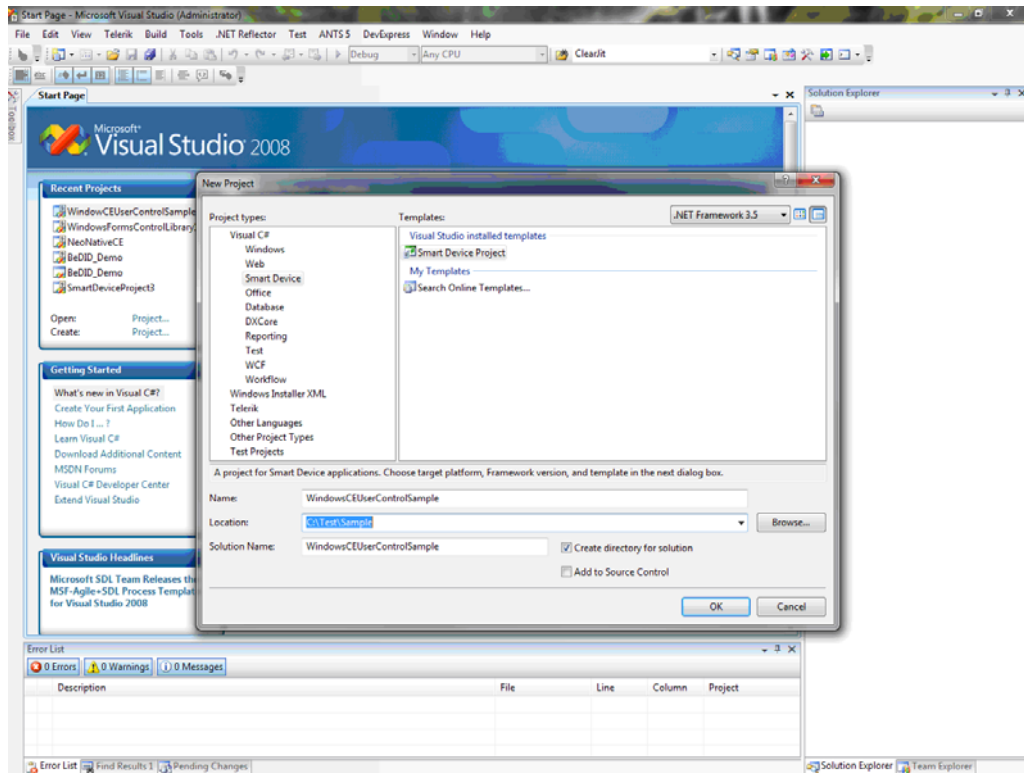 Start Page - Microsoft Visual Studio (Administrator)
File Edit View Telerik Build Tools .NET Reflector Test ANTS 5 DevExpress Window Help
Debug Any CPU ClearJit
Start Page
Solution Explorer
Toolbox
Microsoft
Visual Studio 2008
Recent Projects
WindowCEUserControlSample
WindowsFormsControlLibrary
NeoNativeCE
BeDID_Demo
BeDID_Demo
SmartDeviceProject3
Open: Project...
Create: Project...
Getting Started
What's new in Visual C#?
Create Your First Application
How Do I ... ?
Learn Visual C#
Download Additional Content
MSDN Forums
Visual C# Developer Center
Extend Visual Studio
Visual Studio Headlines
Microsoft SDL Team Releases the
MSF-Agile+SDL Process Templat
for Visual Studio 2008
New Project
Project types:
Templates:
.NET Framework 3.5
Visual C#
Windows
Web
Smart Device
Office
Database
DXCore
Reporting
Test
WCF
Workflow
Windows Installer XML
Telerik
Other Languages
Other Project Types
Test Projects
Visual Studio installed templates
Smart Device Project
My Templates
Search Online Templates...
A project for Smart Device applications. Choose target platform, Framework version, and template in the next dialog box.
Name: WindowsCEUserControlSample
Location: C:\Test\Sample Browse...
Solution Name: WindowsCEUserControlSample
Create directory for solution
Add to Source Control
OK Cancel
Error List
0 Errors 0 Warnings 0 Messages
Description File Line Column Project
Error List Find Results 1 Pending Changes
Solution Explorer Team Explorer